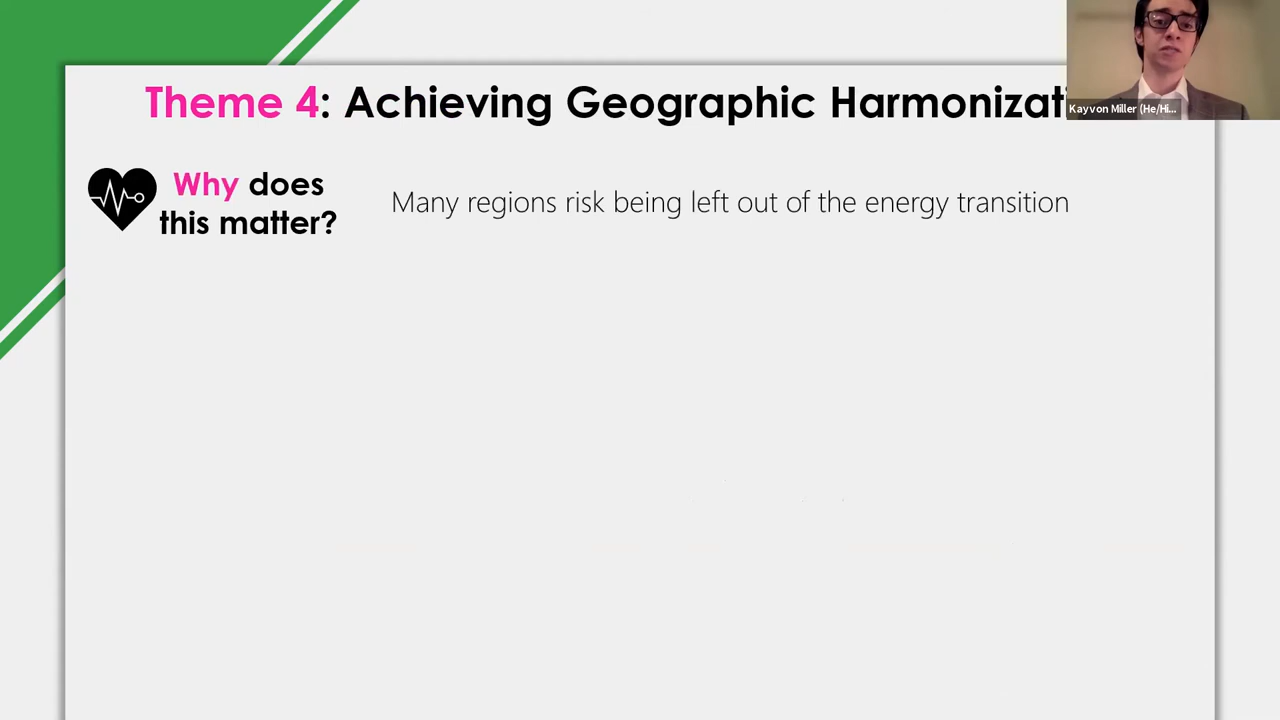 Theme 4: Achieving Geographic Harmonizati
Kayvon Miller (He/Hi...
Why does
this matter?
Many regions risk being left out of the energy transition